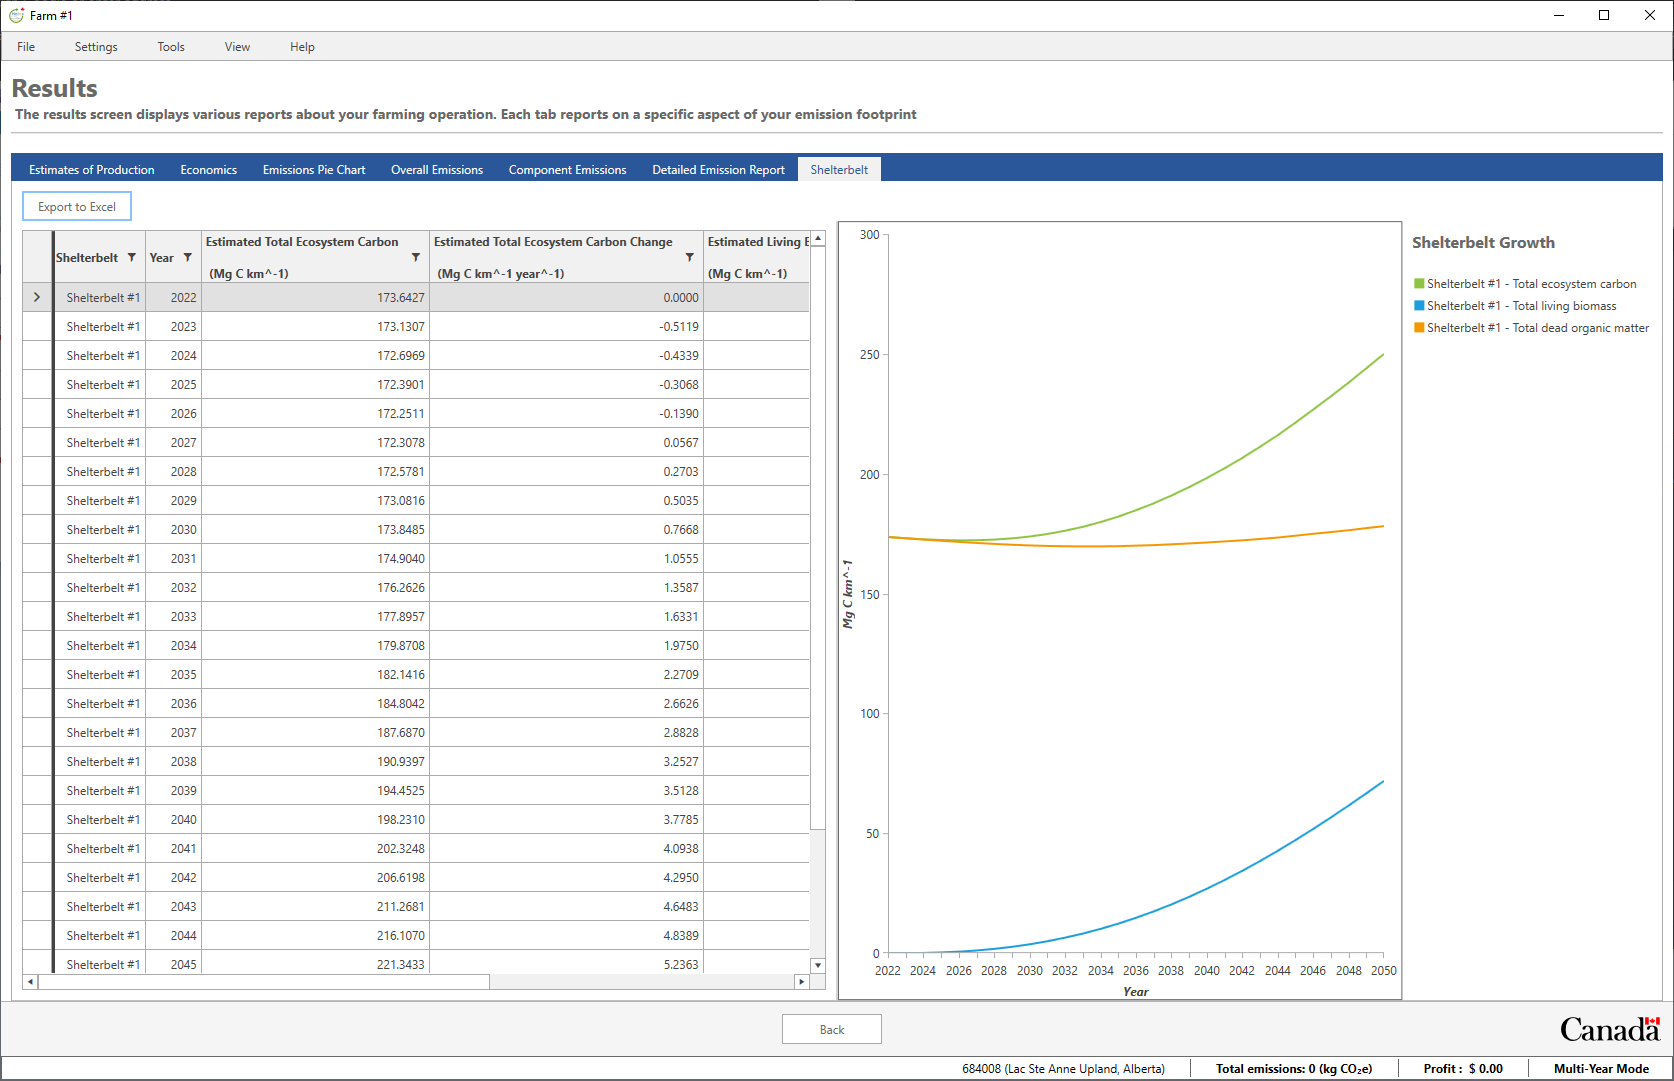 Farm #1
File Settings Tools View Help
Results
The results screen displays various reports about your farming operation. Each tab reports on a specific aspect of your emission footprint
Estimates of Production Economics Emissions Pie Chart Overall Emissions Component Emissions Detailed Emission Report Shelterbelt
Export to Excel
Shelterbelt Year Estimated Total Ecosystem Carbon Estimated Total Ecosystem Carbon Change Estimated Living E
(Mg C km^-1) (Mg C km^-1 year^-1) (Mg C km^-1)
Shelterbelt #1 2022 173.6427 0.0000
Shelterbelt #1 2023 173.1307 -0.5119
Shelterbelt #1 2024 172.6969 -0.4339
Shelterbelt #1 2025 172.3901 -0.3068
Shelterbelt #1 2026 172.2511 -0.1390
Shelterbelt #1 2027 172.3078 0.0567
Shelterbelt #1 2028 172.5781 0.2703
Shelterbelt #1 2029 173.0816 0.5035
Shelterbelt #1 2030 173.8485 0.7668
Shelterbelt #1 2031 174.9040 1.0555
Shelterbelt #1 2032 176.2626 1.3587
Shelterbelt #1 2033 177.8957 1.6331
Shelterbelt #1 2034 179.8708 1.9750
Shelterbelt #1 2035 182.1416 2.2709
Shelterbelt #1 2036 184.8042 2.6626
Shelterbelt #1 2037 187.6870 2.8828
Shelterbelt #1 2038 190.9397 3.2527
Shelterbelt #1 2039 194.4525 3.5128
Shelterbelt #1 2040 198.2310 3.7785
Shelterbelt #1 2041 202.3248 4.0938
Shelterbelt #1 2042 206.6198 4.2950
Shelterbelt #1 2043 211.2681 4.6483
Shelterbelt #1 2044 216.1070 4.8389
Shelterbelt #1 2045 221.3433 5.2363
300
250
200
150
100
50
0
Mg C km^-1
2022 2024 2026 2028 2030 2032 2034 2036 2038 2040 2042 2044 2046 2048 2050
Year
Shelterbelt Growth
Shelterbelt #1 - Total ecosystem carbon
Shelterbelt #1 - Total living biomass
Shelterbelt #1 - Total dead organic matter
Back
Canada
684008 (Lac Ste Anne Upland, Alberta) Total emissions: 0 (kg CO₂e) Profit : $ 0.00 Multi-Year Mode